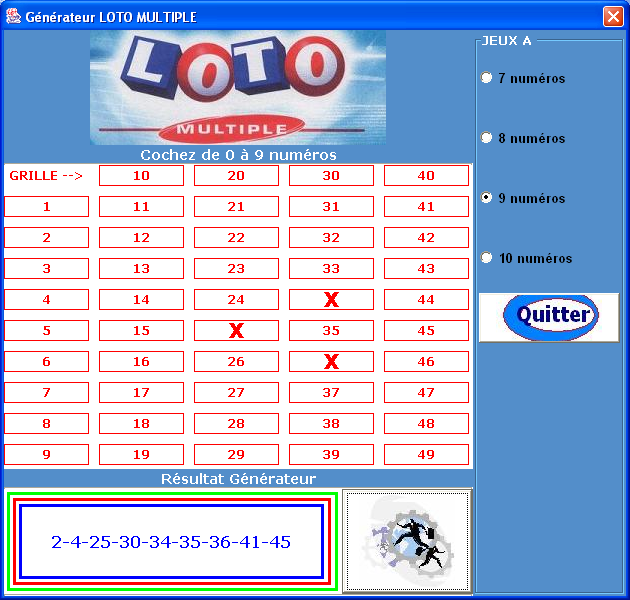 Générateur LOTO MULTIPLE
LOTO
MULTIPLE
Cochez de 0 à 9 numéros
GRILLE --> 10 20 30 40
1 11 21 31 41
2 12 22 32 42
3 13 23 33 43
4 14 24 X 44
5 15 X 35 45
6 16 26 X 46
7 17 27 37 47
8 18 28 38 48
9 19 29 39 49
Résultat Générateur
2-4-25-30-34-35-36-41-45
JEUX A
7 numéros
8 numéros
9 numéros
10 numéros
Quitter